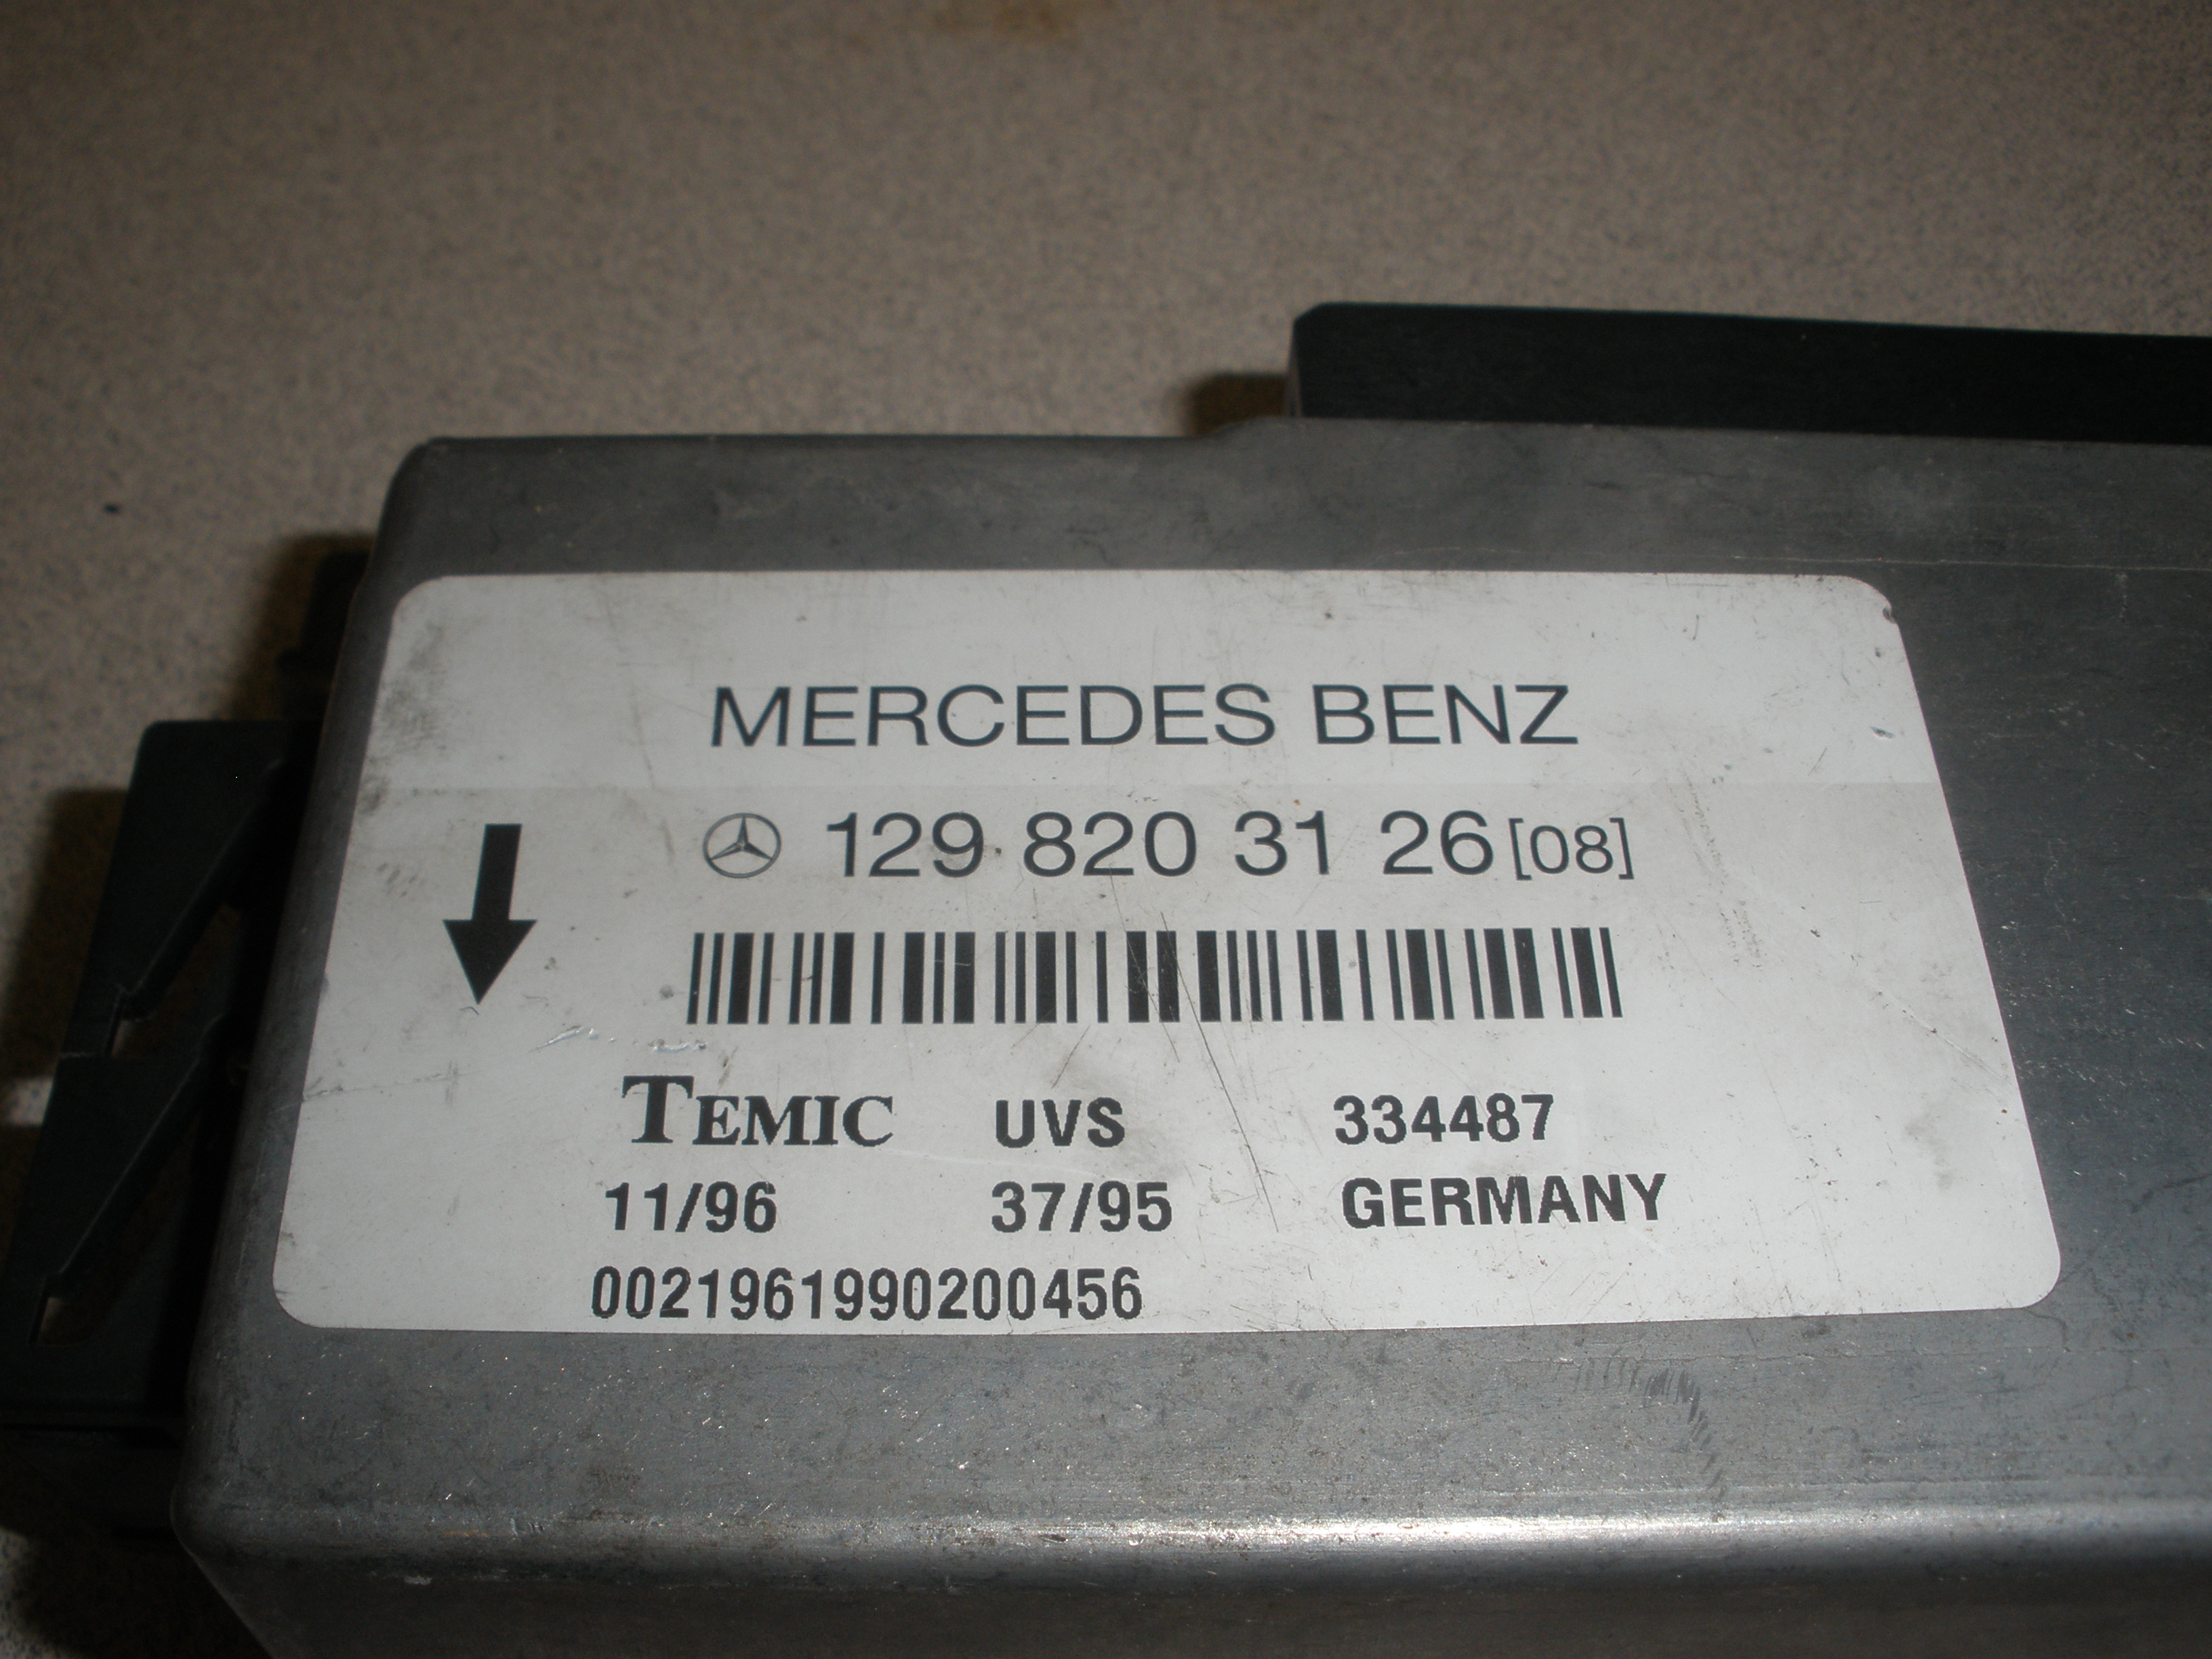 MERCEDES BENZ
129 820 31 26 [08]
TEMIC UVS 334487
11/96 37/95 GERMANY
0021961990200456